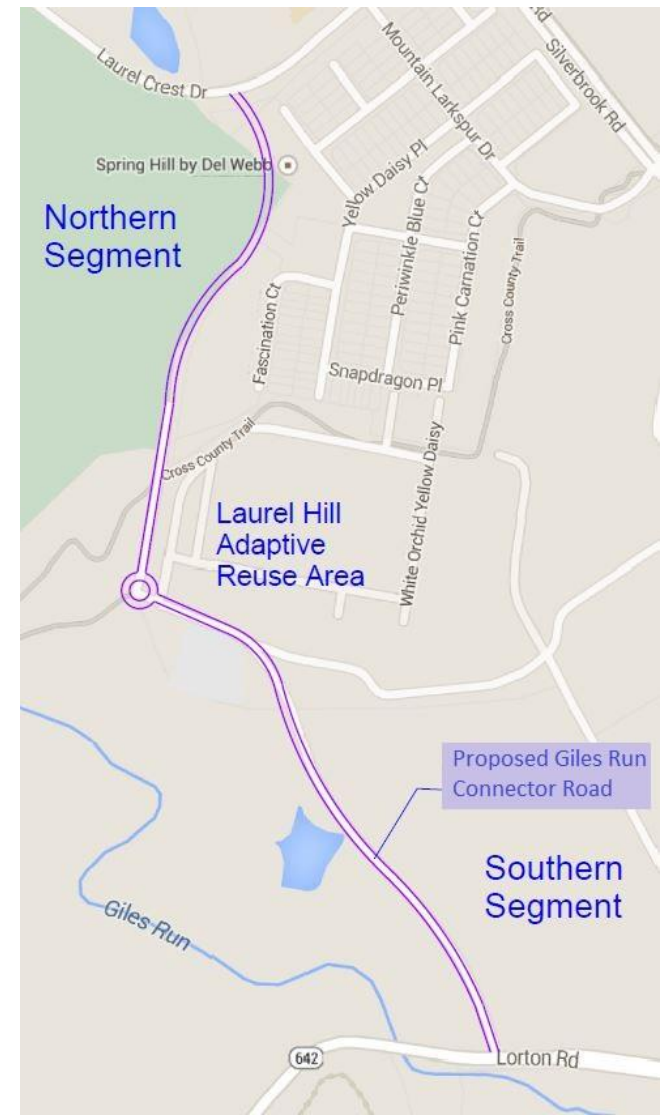 Rd
Laurel Crest Dr
Mountain Larkspur Dr
Silverbrook Rd
Spring Hill by Del Webb
Yellow Daisy Pl
Northern
Segment
Periwinkle Blue Ct
Pink Carnation Ct
Cross County Trail
Fascination Ct
Snapdragon Pl
Cross County Trail
White Orchid Yellow Daisy
Laurel Hill
Adaptive
Reuse Area
Proposed Giles Run
Connector Road
Southern
Segment
Giles Run
642
Lorton Rd